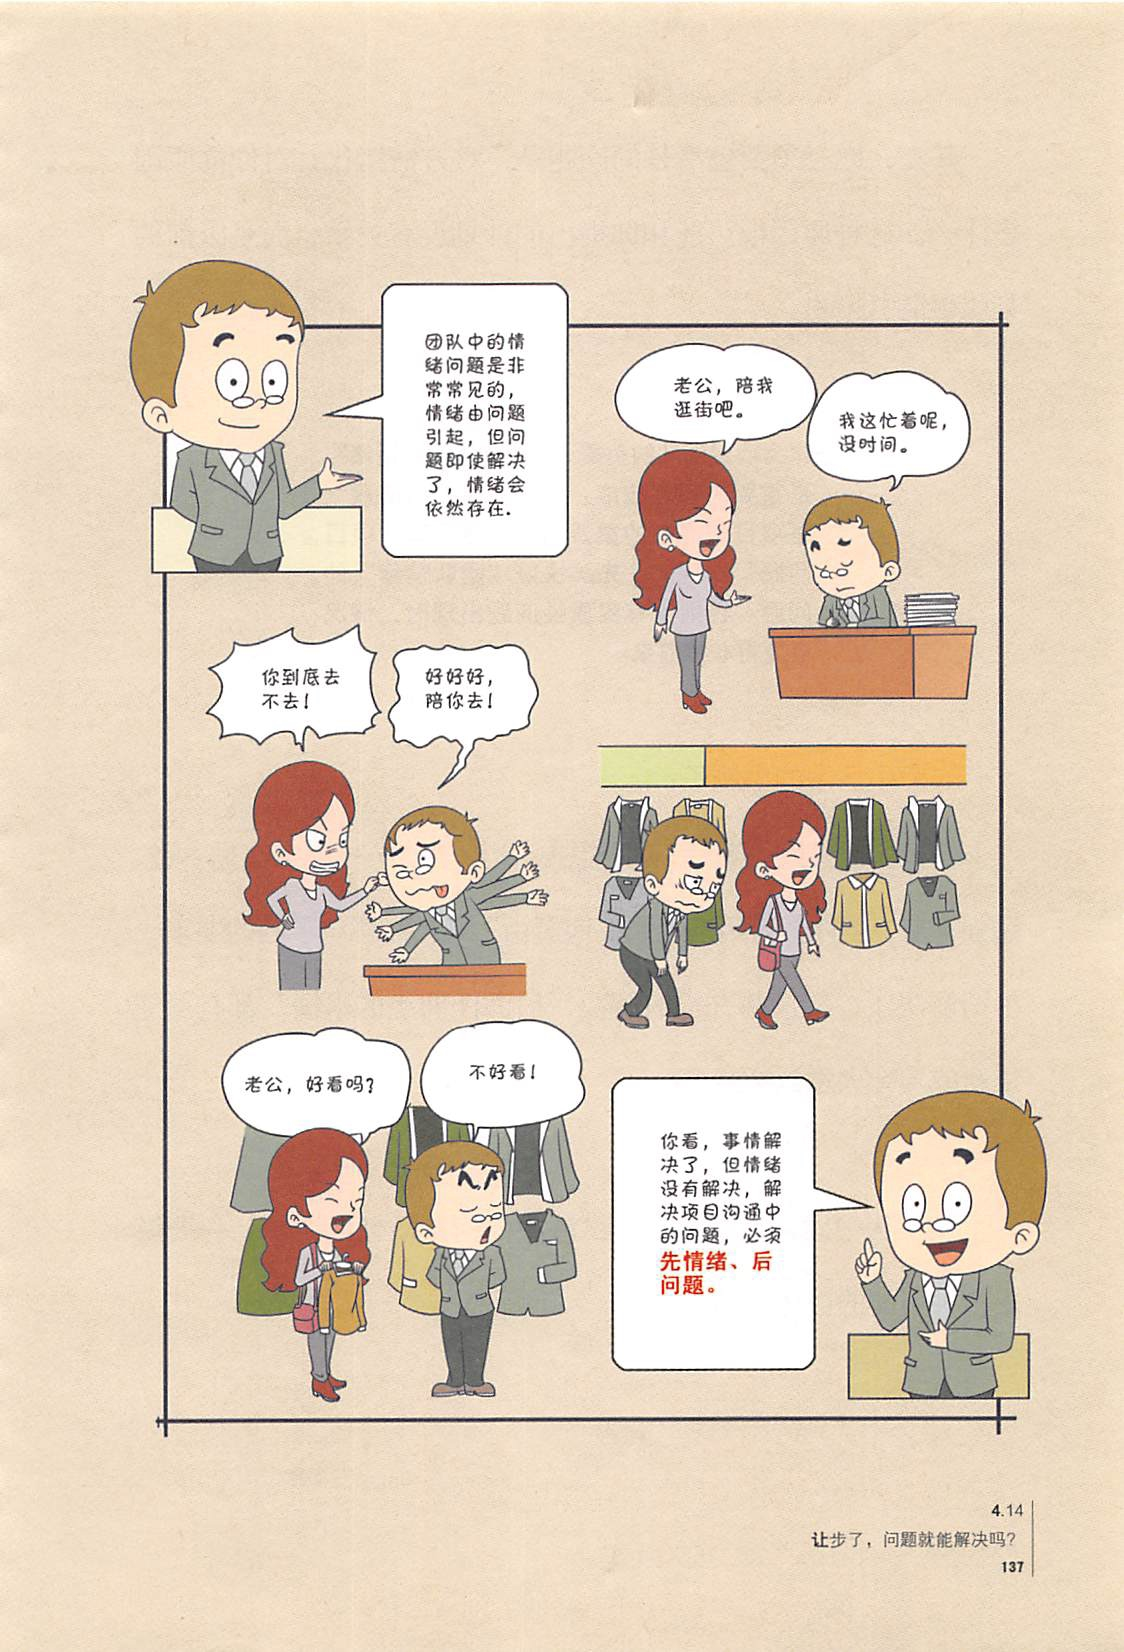 团队中的情
绪问题是非
常常见的，
情绪由问题
引起，但问
题即使解决
了，情绪会
依然存在.
老公，陪我
逛街吧。
我这忙着呢，
没时间。
你到底去
不去！
好好好，
陪你去！
老公，好看吗？
不好看！
你看，事情解
决了，但情绪
没有解决，解
决项目沟通中
的问题，必须
先情绪、后
问题。
4.14
让步了，问题就能解决吗？
137